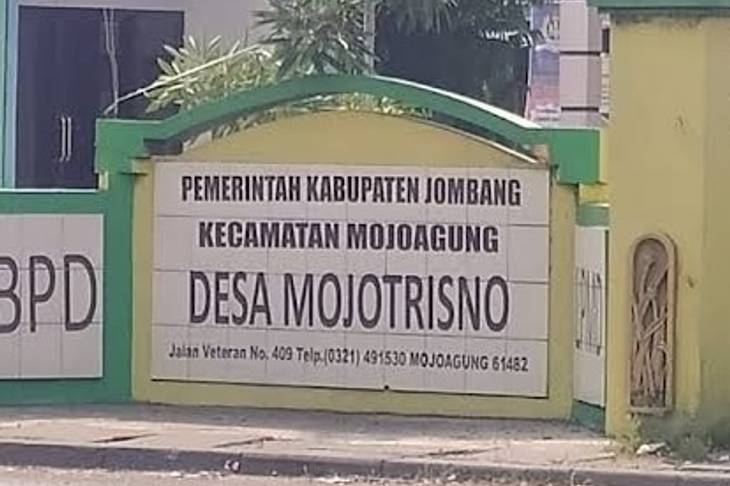 PEMERINTAH KABUPATEN JOMBANG
KECAMATAN MOJOAGUNG
DESA MOJOTRISNO
Jalan Veteran No. 409 Telp.(0321) 491530 MOJOAGUNG 61482
BPD